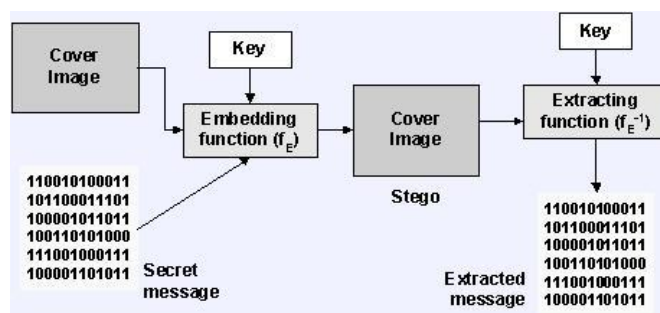 Cover
Image
Key
Embedding
function (fE)
110010100011
101100011101
100001011011
100110101000
111001000111
100001101011
Secret
message
Cover
Image
Stego
Key
Extracting
function (fE-1)
110010100011
101100011101
100001011011
100110101000
111001000111
100001101011
Extracted
message